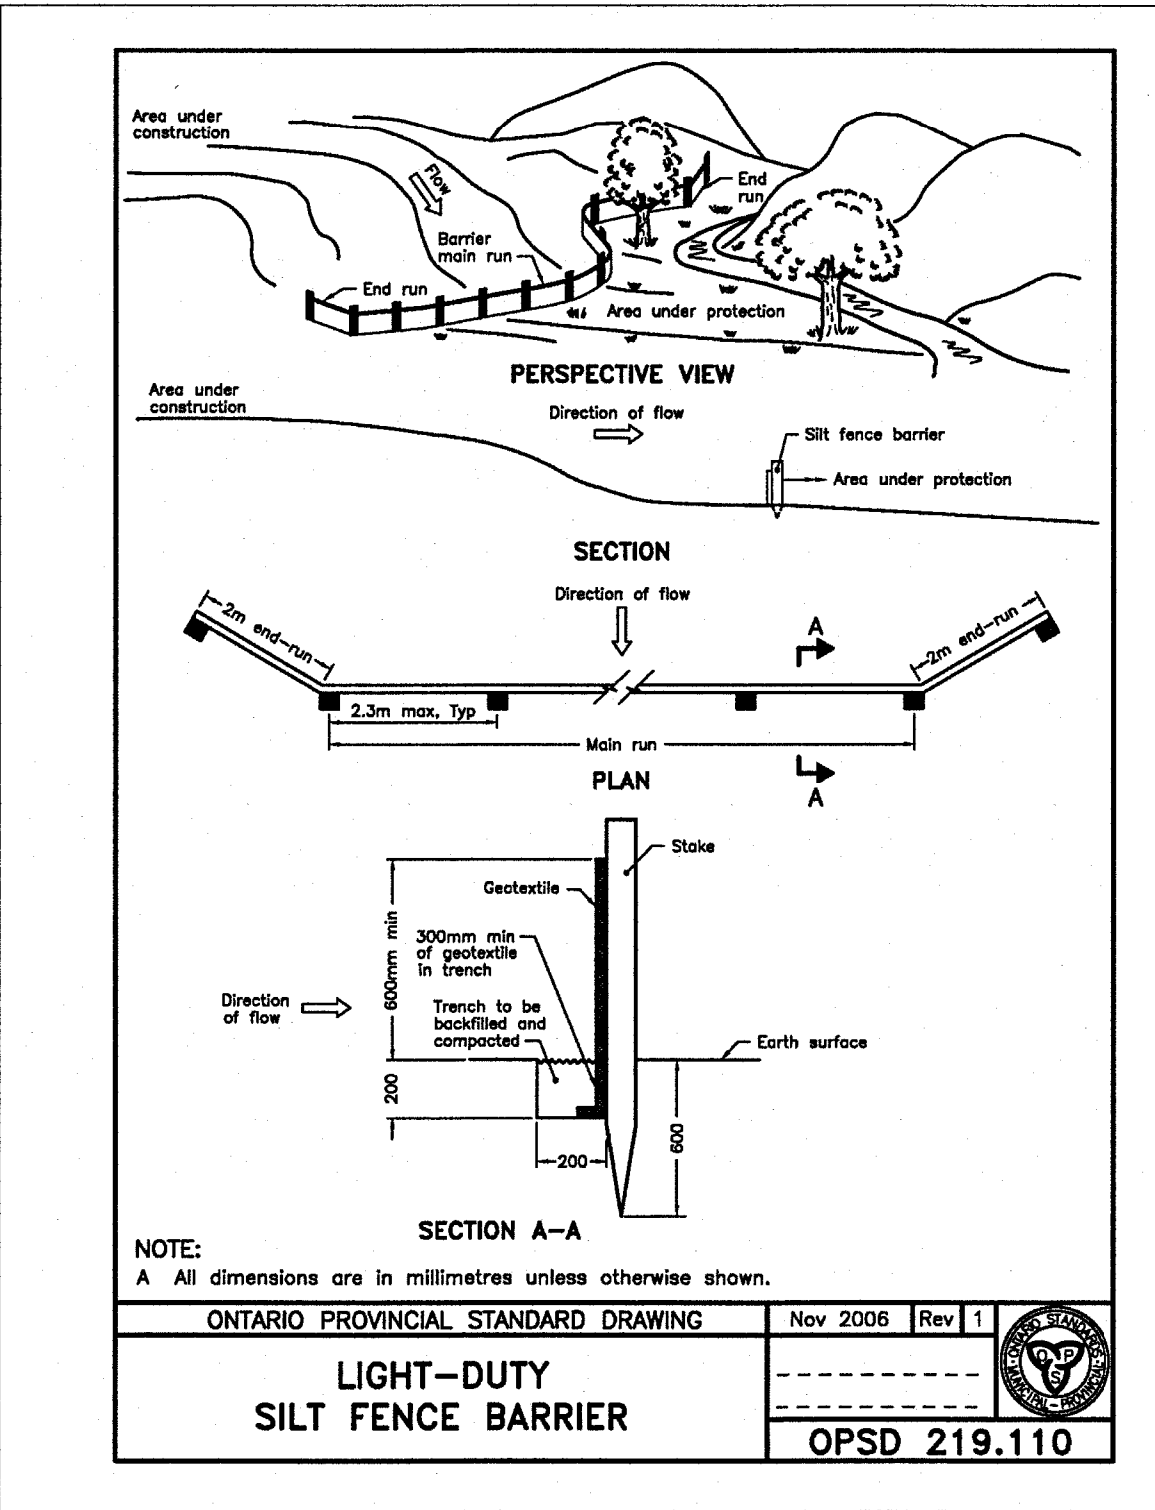 Area under
construction
Flow
Barrier
main run
End run
End
run
Area under protection
PERSPECTIVE VIEW
Area under
construction
Direction of flow
Silt fence barrier
Area under protection
SECTION
Direction of flow
2m end-run
A
2m end-run
2.3m max, Typ
Main run
A
PLAN
Stake
Geotextile
600mm min
300mm min
of geotextile
in trench
Direction
of flow
Trench to be
backfilled and
compacted
Earth surface
200
600
200
SECTION A-A
NOTE:
A All dimensions are in millimetres unless otherwise shown.
ONTARIO PROVINCIAL STANDARD DRAWING
Nov 2006
Rev
1
LIGHT-DUTY
SILT FENCE BARRIER
ONTARIO STANDARDS
MUNICIPAL - PROVINCIAL
O P
S
OPSD 219.110